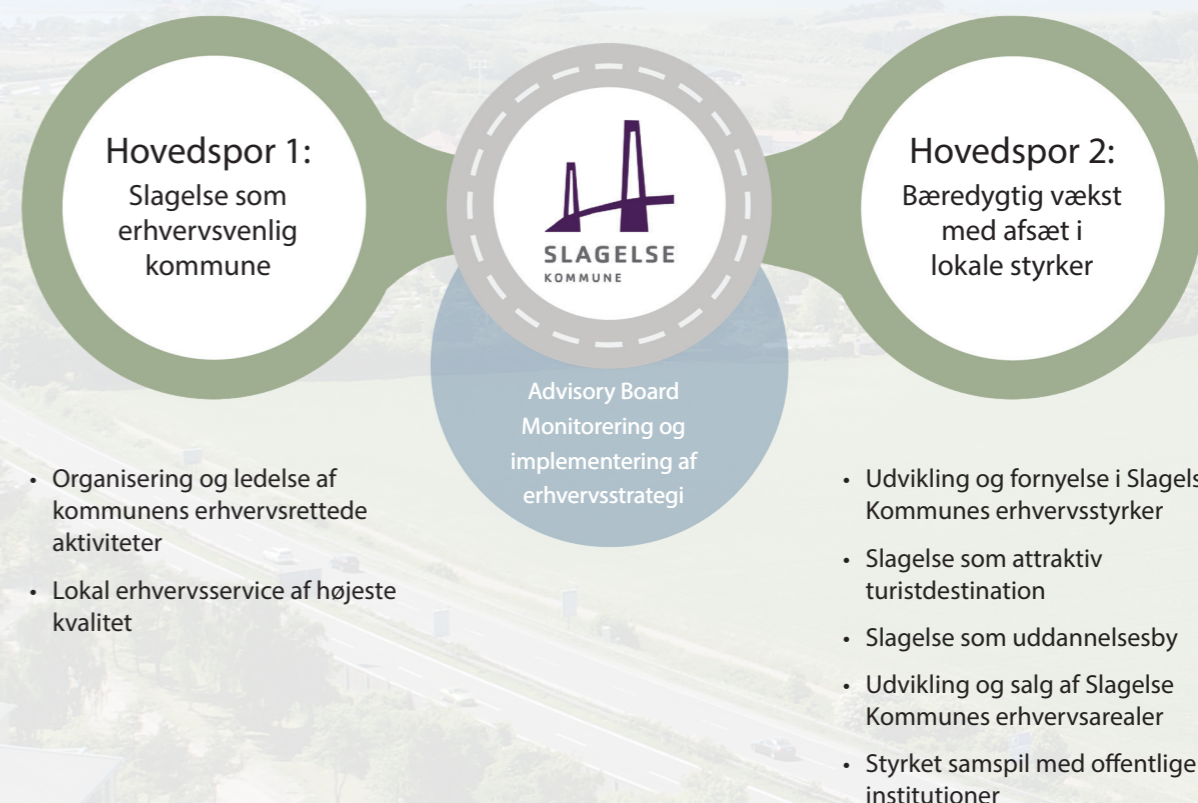 Hovedspor 1:
Slagelse som
erhvervsvenlig
kommune
SLAGELSE
KOMMUNE
Hovedspor 2:
Bæredygtig vækst
med afsæt i
lokale styrker
Advisory Board
Monitorering og
implementering af
erhvervsstrategi
• Organisering og ledelse af
kommunens erhvervsrettede
aktiviteter
• Lokal erhvervsservice af højeste
kvalitet
• Udvikling og fornyelse i Slagels
Kommunes erhvervsstyrker
• Slagelse som attraktiv
turistdestination
• Slagelse som uddannelsesby
• Udvikling og salg af Slagelse
Kommunes erhvervsarealer
• Styrket samspil med offentlige
institutioner